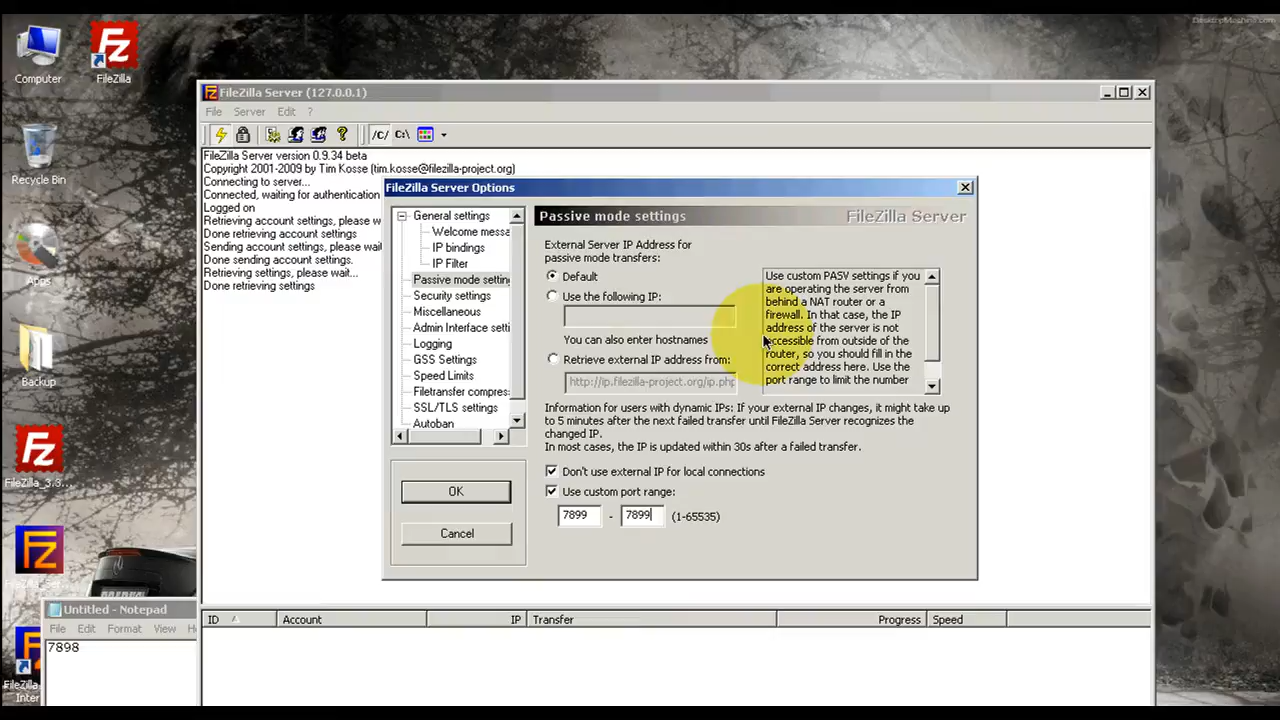 DesktopMachine.com
Computer
FileZilla
Recycle Bin
Apps
Backup
FileZilla_3.3...
FileZilla Server (127.0.0.1)
File Server Edit ?
/C/ C:\
FileZilla Server version 0.9.34 beta
Copyright 2001-2009 by Tim Kosse (tim.kosse@filezilla-project.org)
Connecting to server...
Connected, waiting for authentication
Logged on
Retrieving account settings, please wa
Done retrieving account settings
Sending account settings, please wait
Done sending account settings.
Retrieving settings, please wait...
Done retrieving settings
FileZilla Server Options
General settings
Welcome messa
IP bindings
IP Filter
Passive mode settin
Security settings
Miscellaneous
Admin Interface setti
Logging
GSS Settings
Speed Limits
Filetransfer compres
SSL/TLS settings
Autoban
OK
Cancel
Passive mode settings
FileZilla Server
External Server IP Address for
passive mode transfers:
Default
Use the following IP:
You can also enter hostnames
Retrieve external IP address from:
http://ip.filezilla-project.org/ip.php
Use custom PASV settings if you
are operating the server from
behind a NAT router or a
firewall. In that case, the IP
address of the server is not
accessible from outside of the
router, so you should fill in the
correct address here. Use the
port range to limit the number
Information for users with dynamic IPs: If your external IP changes, it might take up
to 5 minutes after the next failed transfer until FileZilla Server recognizes the
changed IP.
In most cases, the IP is updated within 30s after a failed transfer.
Don't use external IP for local connections
Use custom port range:
7899 - 7899 (1-65535)
Untitled - Notepad
File Edit Format View H
7898
ID Account IP Transfer Progress Speed
FileZilla S
Inter